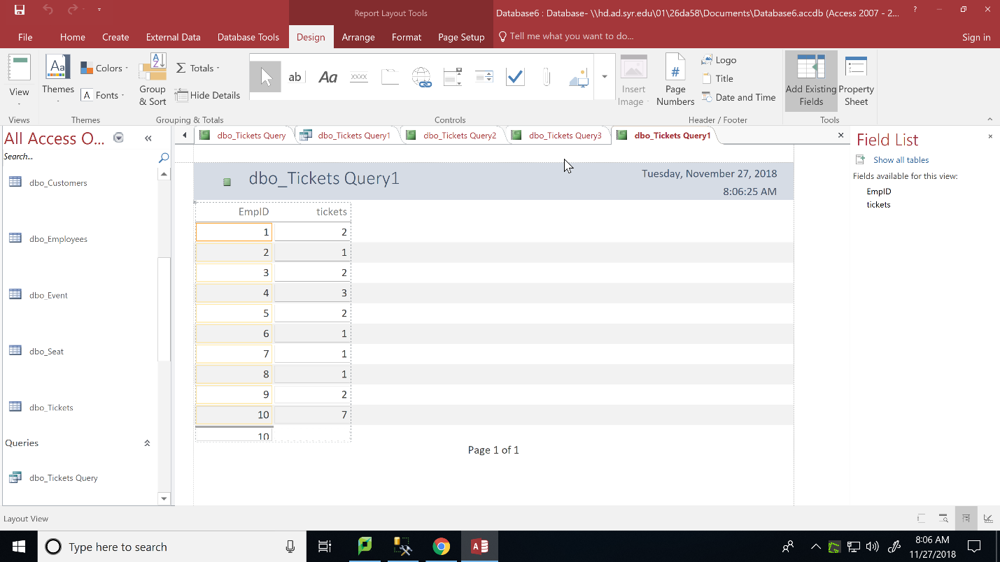 Report Layout Tools
Database6 : Database- \\hd.ad.syr.edu\01\26da58\Documents\Database6.accdb (Access 2007 - 2...
?
File
Home
Create
External Data
Database Tools
Design
Arrange
Format
Page Setup
Tell me what you want to do...
Sign in
View
Views
Aa
Themes
Colors
A Fonts
Themes
A
Z
Group
& Sort
Σ Totals
Hide Details
Grouping & Totals
ab
Aa
xxxx
Controls
Insert
Image
#
Page
Numbers
Logo
Title
Date and Time
Header / Footer
Add Existing
Fields
Property
Sheet
Tools
All Access O...
Search...
dbo_Customers
dbo_Employees
dbo_Event
dbo_Seat
dbo_Tickets
Queries
dbo_Tickets Query
dbo_Tickets Query
dbo_Tickets Query1
dbo_Tickets Query2
dbo_Tickets Query3
dbo_Tickets Query1
dbo_Tickets Query1
Tuesday, November 27, 2018
8:06:25 AM
EmpID tickets
1 2
2 1
3 2
4 3
5 2
6 1
7 1
8 1
9 2
10 7
10
Page 1 of 1
Field List
Show all tables
Fields available for this view:
EmpID
tickets
Layout View
Type here to search
A
8:06 AM
11/27/2018